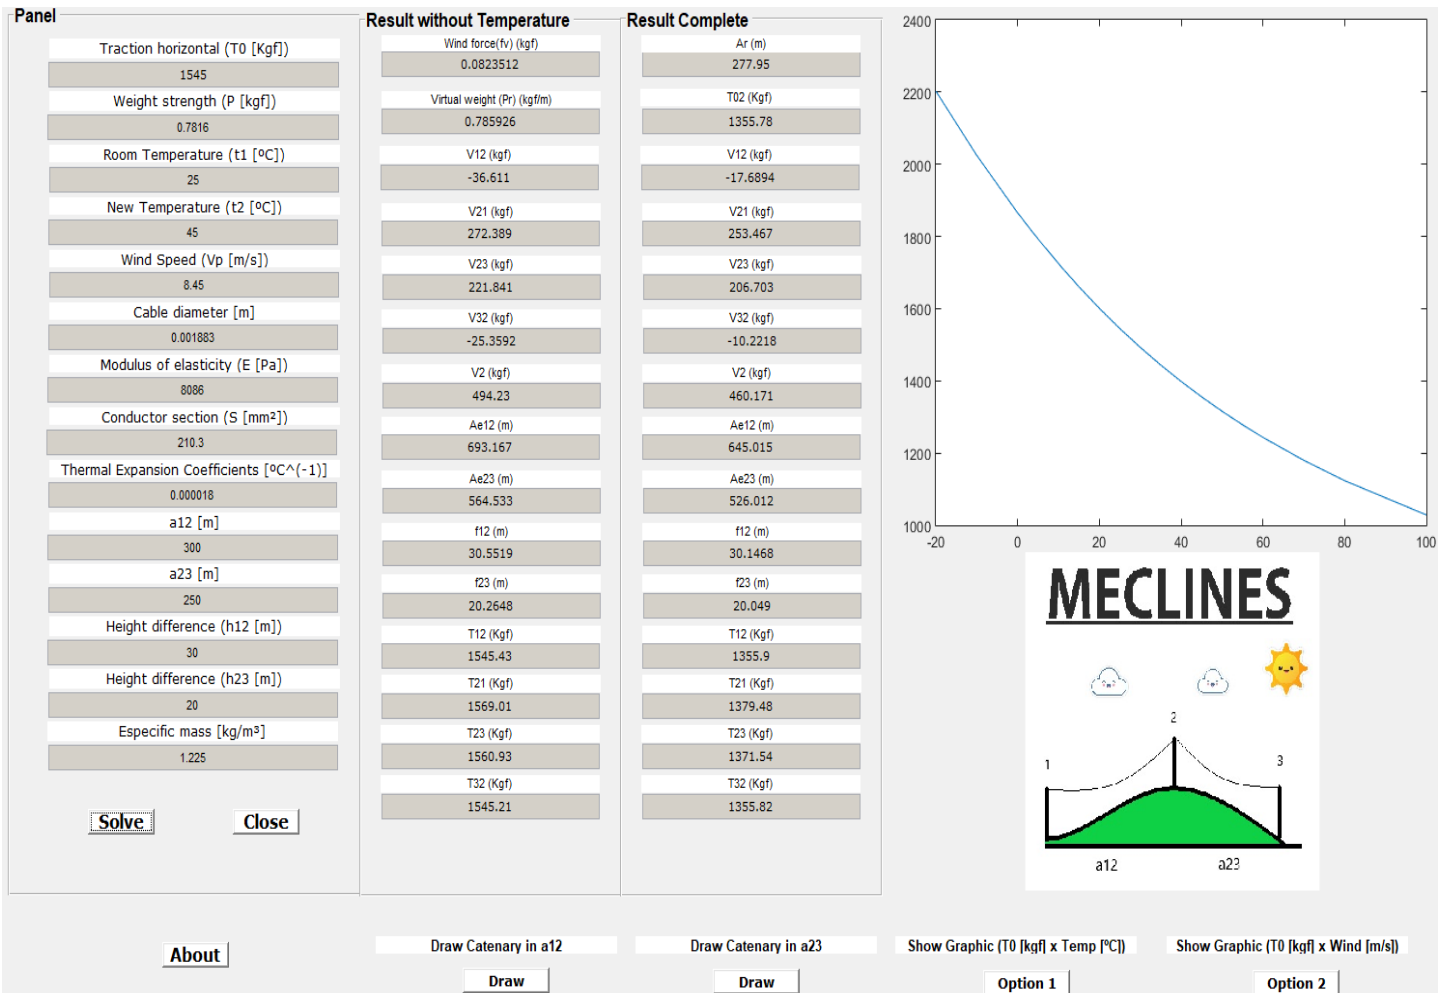 Panel
Traction horizontal (T0 [Kgf])
1545
Weight strength (P [kgf])
0.7816
Room Temperature (t1 [ºC])
25
New Temperature (t2 [ºC])
45
Wind Speed (Vp [m/s])
8.45
Cable diameter [m]
0.001883
Modulus of elasticity (E [Pa])
8086
Conductor section (S [mm²])
210.3
Thermal Expansion Coefficients [ºC^(-1)]
0.000018
a12 [m]
300
a23 [m]
250
Height difference (h12 [m])
30
Height difference (h23 [m])
20
Especific mass [kg/m³]
1.225
Solve
Close
About
Result without Temperature
Wind force(fv) (kgf)
0.0823512
Virtual weight (Pr) (kgf/m)
0.785926
V12 (kgf)
-36.611
V21 (kgf)
272.389
V23 (kgf)
221.841
V32 (kgf)
-25.3592
V2 (kgf)
494.23
Ae12 (m)
693.167
Ae23 (m)
564.533
f12 (m)
30.5519
f23 (m)
20.2648
T12 (Kgf)
1545.43
T21 (Kgf)
1569.01
T23 (Kgf)
1560.93
T32 (Kgf)
1545.21
Result Complete
Ar (m)
277.95
T02 (Kgf)
1355.78
V12 (kgf)
-17.6894
V21 (kgf)
253.467
V23 (kgf)
206.703
V32 (kgf)
-10.2218
V2 (kgf)
460.171
Ae12 (m)
645.015
Ae23 (m)
526.012
f12 (m)
30.1468
f23 (m)
20.049
T12 (Kgf)
1355.9
T21 (Kgf)
1379.48
T23 (Kgf)
1371.54
T32 (Kgf)
1355.82
2400
2200
2000
1800
1600
1400
1200
1000
-20 0 20 40 60 80 100
MECLINES
2
1 3
a12 a23
Draw Catenary in a12
Draw
Draw Catenary in a23
Draw
Show Graphic (T0 [kgf] x Temp [ºC])
Option 1
Show Graphic (T0 [kgf] x Wind [m/s])
Option 2